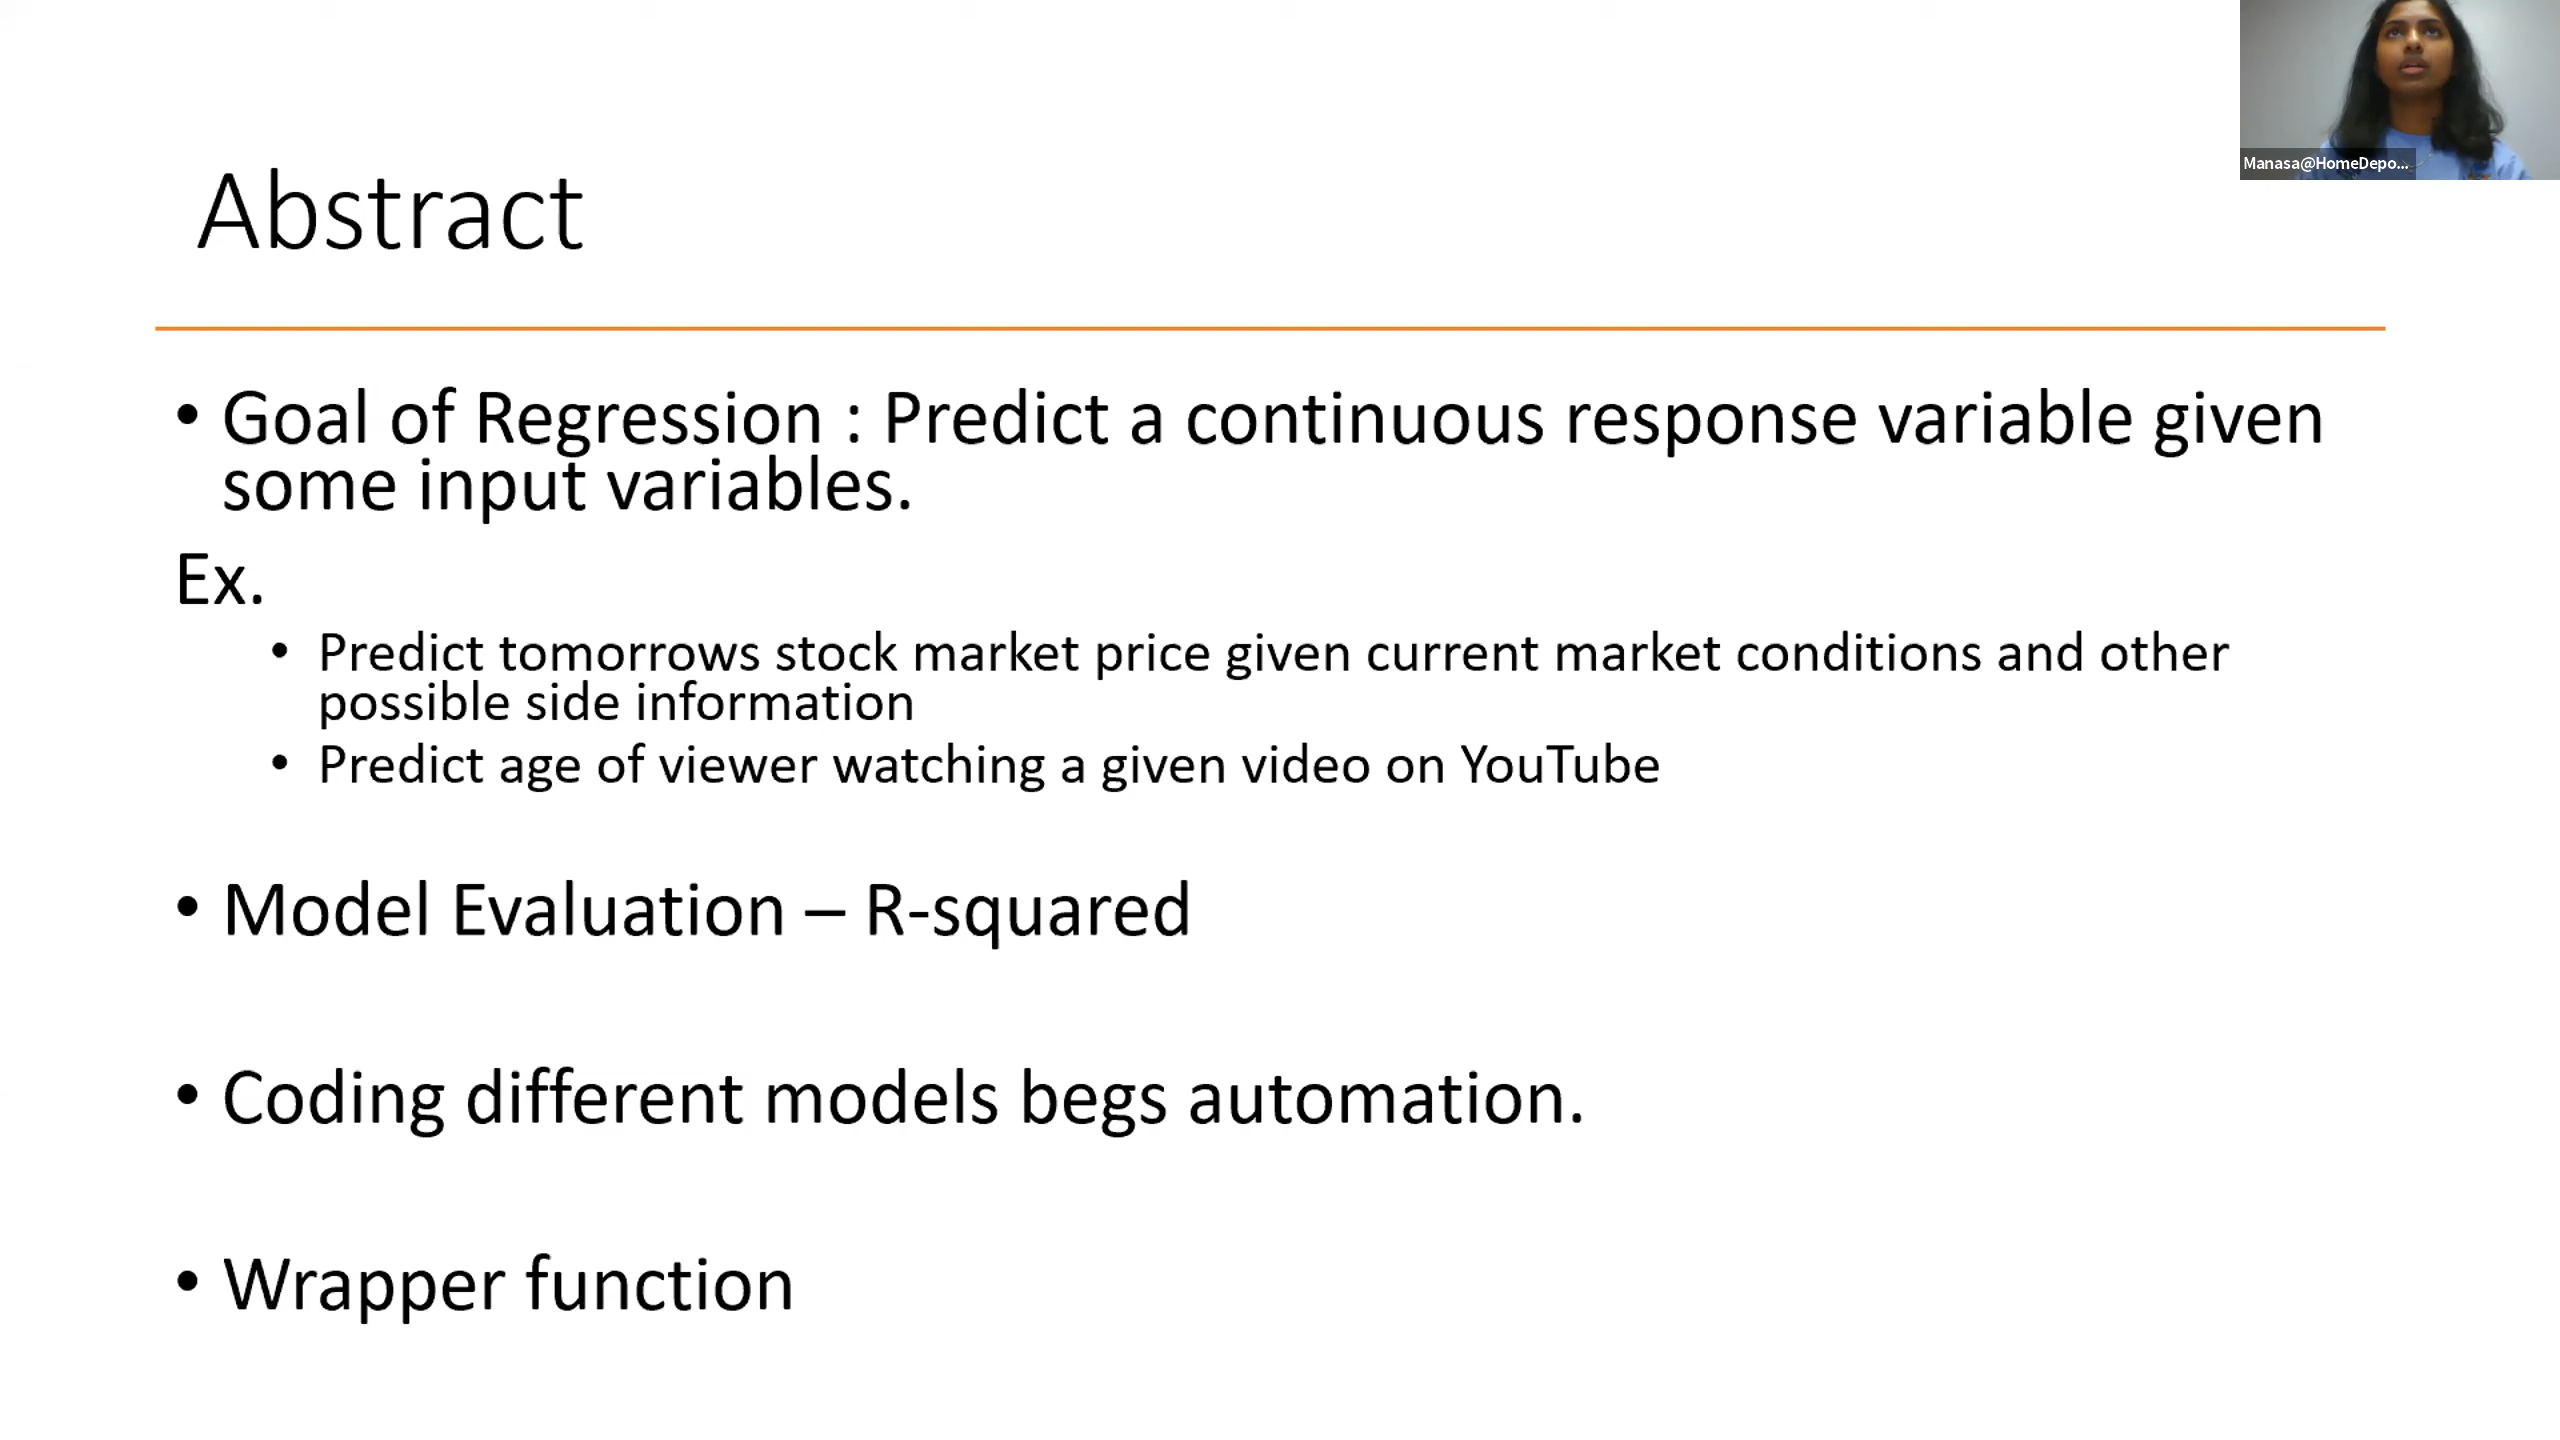 Manasa@HomeDepo...
Abstract
• Goal of Regression : Predict a continuous response variable given
some input variables.
Ex.
• Predict tomorrows stock market price given current market conditions and other
possible side information
• Predict age of viewer watching a given video on YouTube
• Model Evaluation – R-squared
• Coding different models begs automation.
• Wrapper function